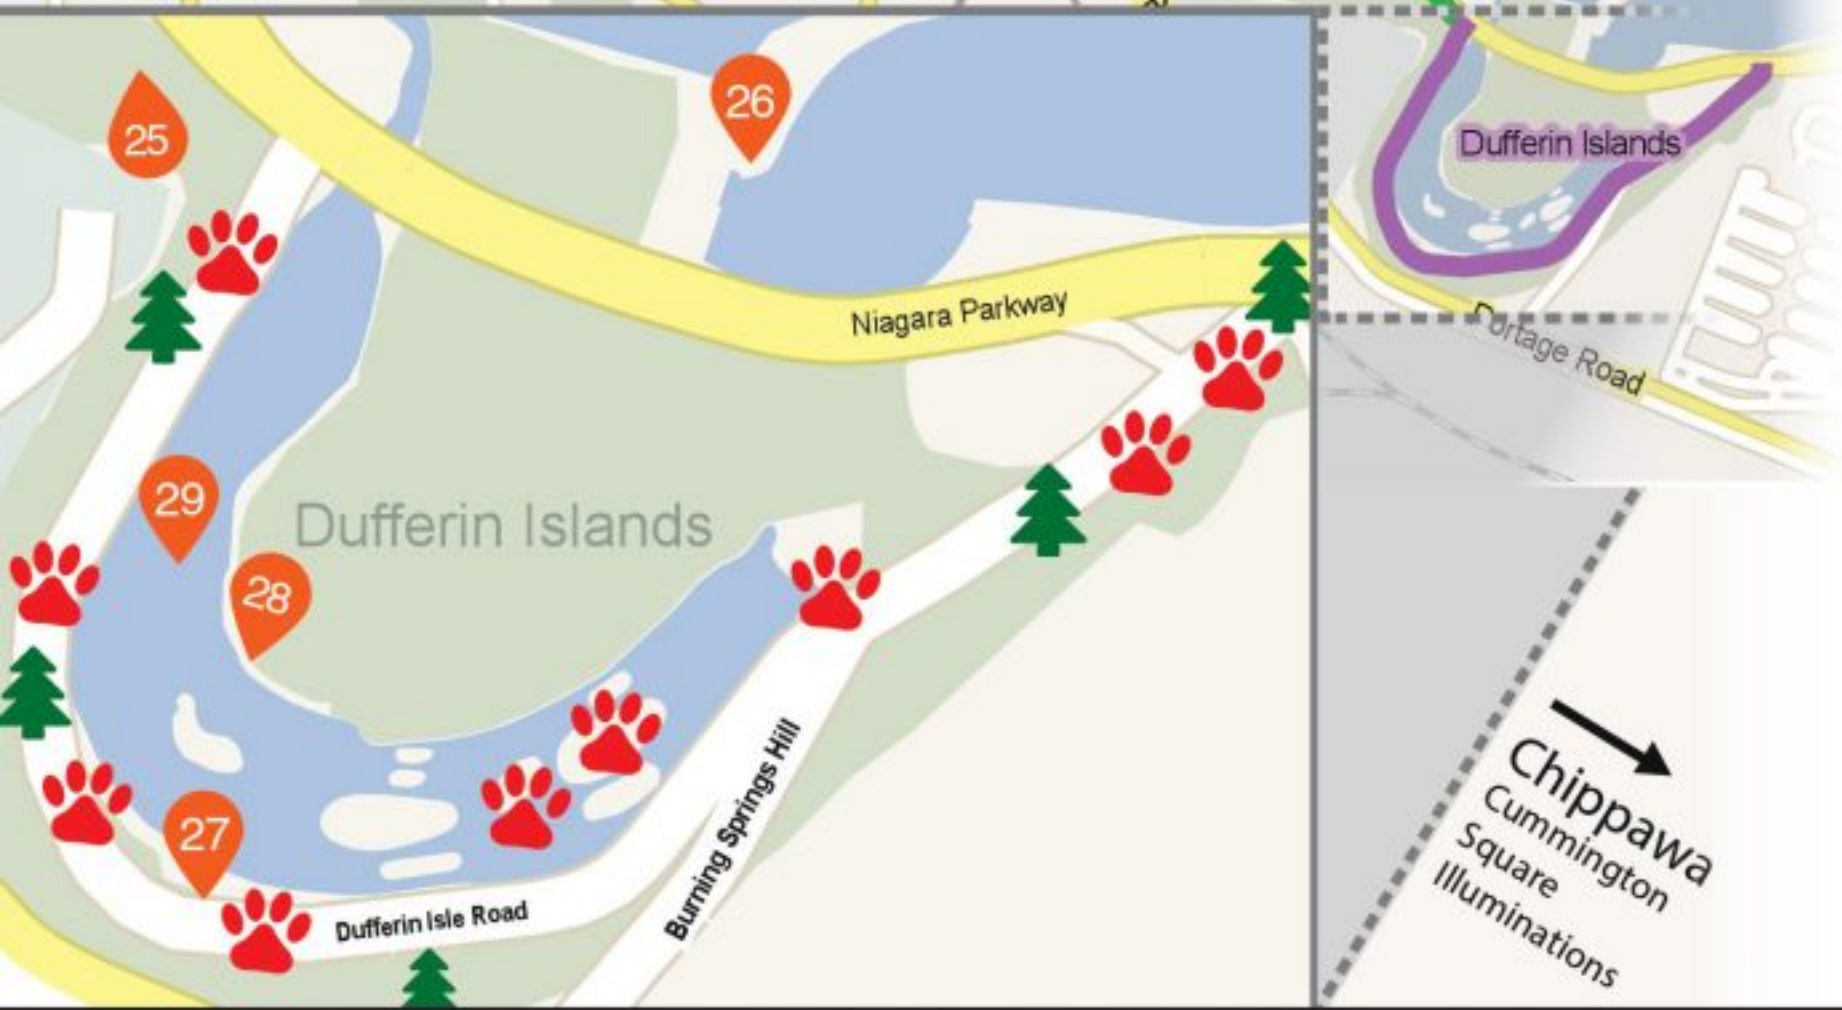 25
26
Niagara Parkway
29
28
Dufferin Islands
27
Dufferin Isle Road
Burning Springs Hill
Dufferin Islands
Portage Road
Chippawa
Cummington
Square
Illuminations